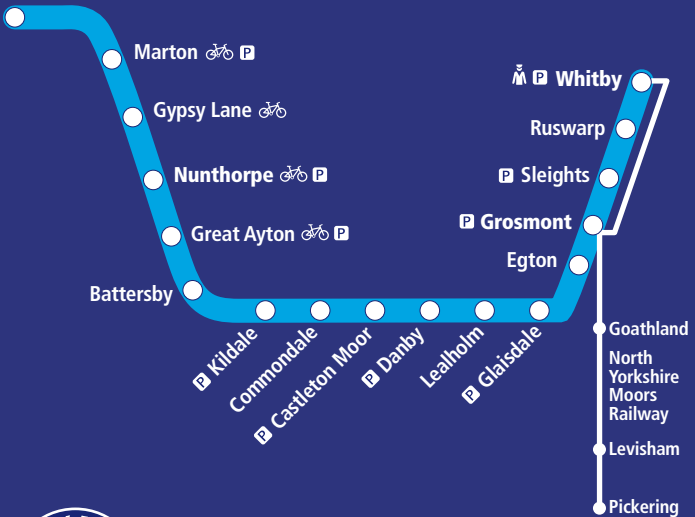 Marton P
Gypsy Lane
Nunthorpe P
Great Ayton P
Battersby
P Kildale
Commondale
P Castleton Moor
P Danby
Lealholm
P Glaisdale
Egton
P Grosmont
P Sleights
Ruswarp
P Whitby
Goathland
North
Yorkshire
Moors
Railway
Levisham
Pickering